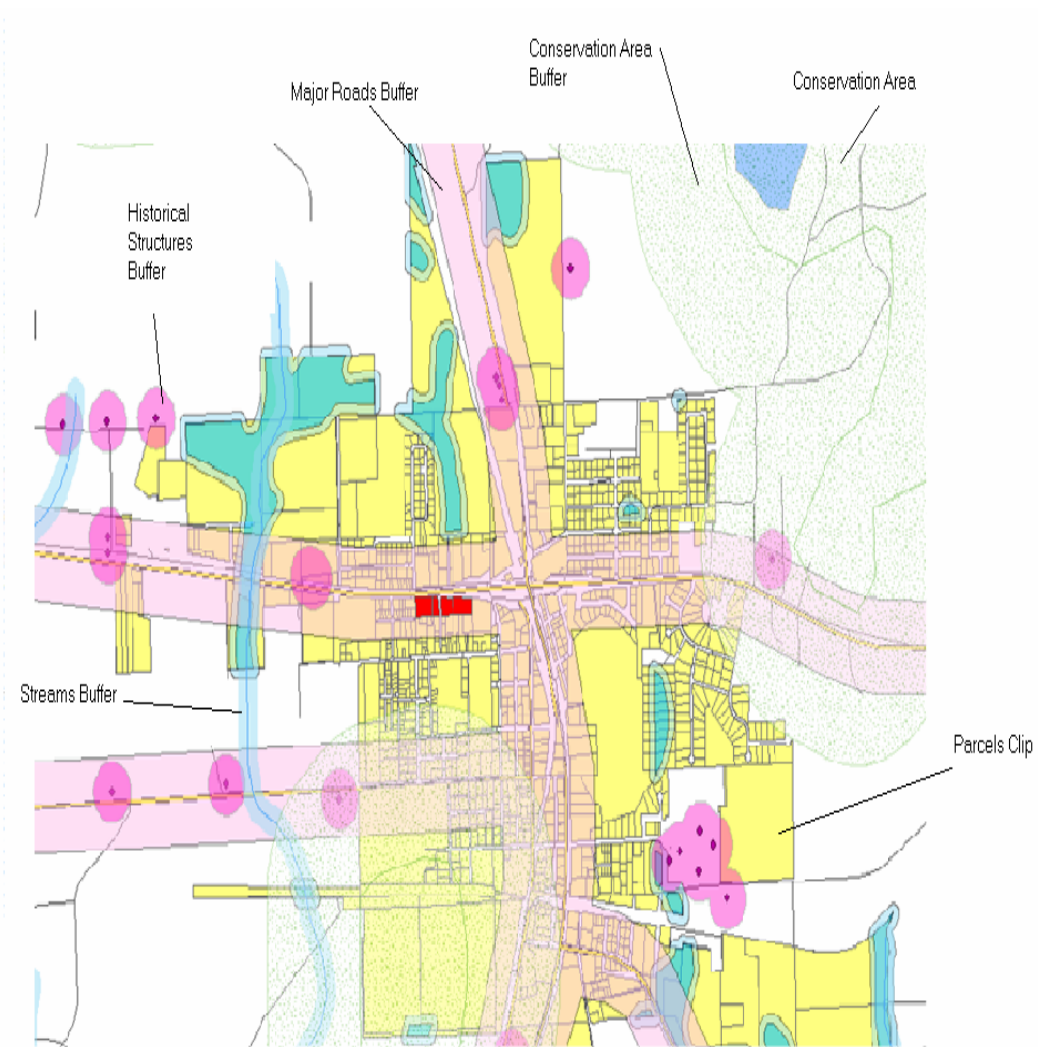 Conservation Area
Buffer
Conservation Area
Major Roads Buffer
Historical
Structures
Buffer
Streams Buffer
Parcels Clip